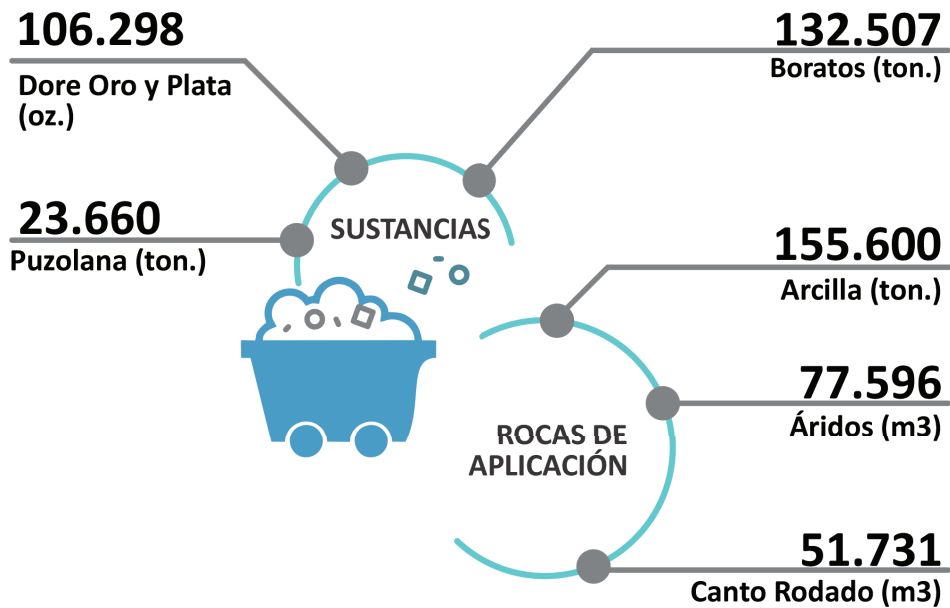 106.298
Dore Oro y Plata
(oz.)
132.507
Boratos (ton.)
23.660
Puzolana (ton.)
SUSTANCIAS
155.600
Arcilla (ton.)
77.596
Áridos (m3)
ROCAS DE
APLICACIÓN
51.731
Canto Rodado (m3)